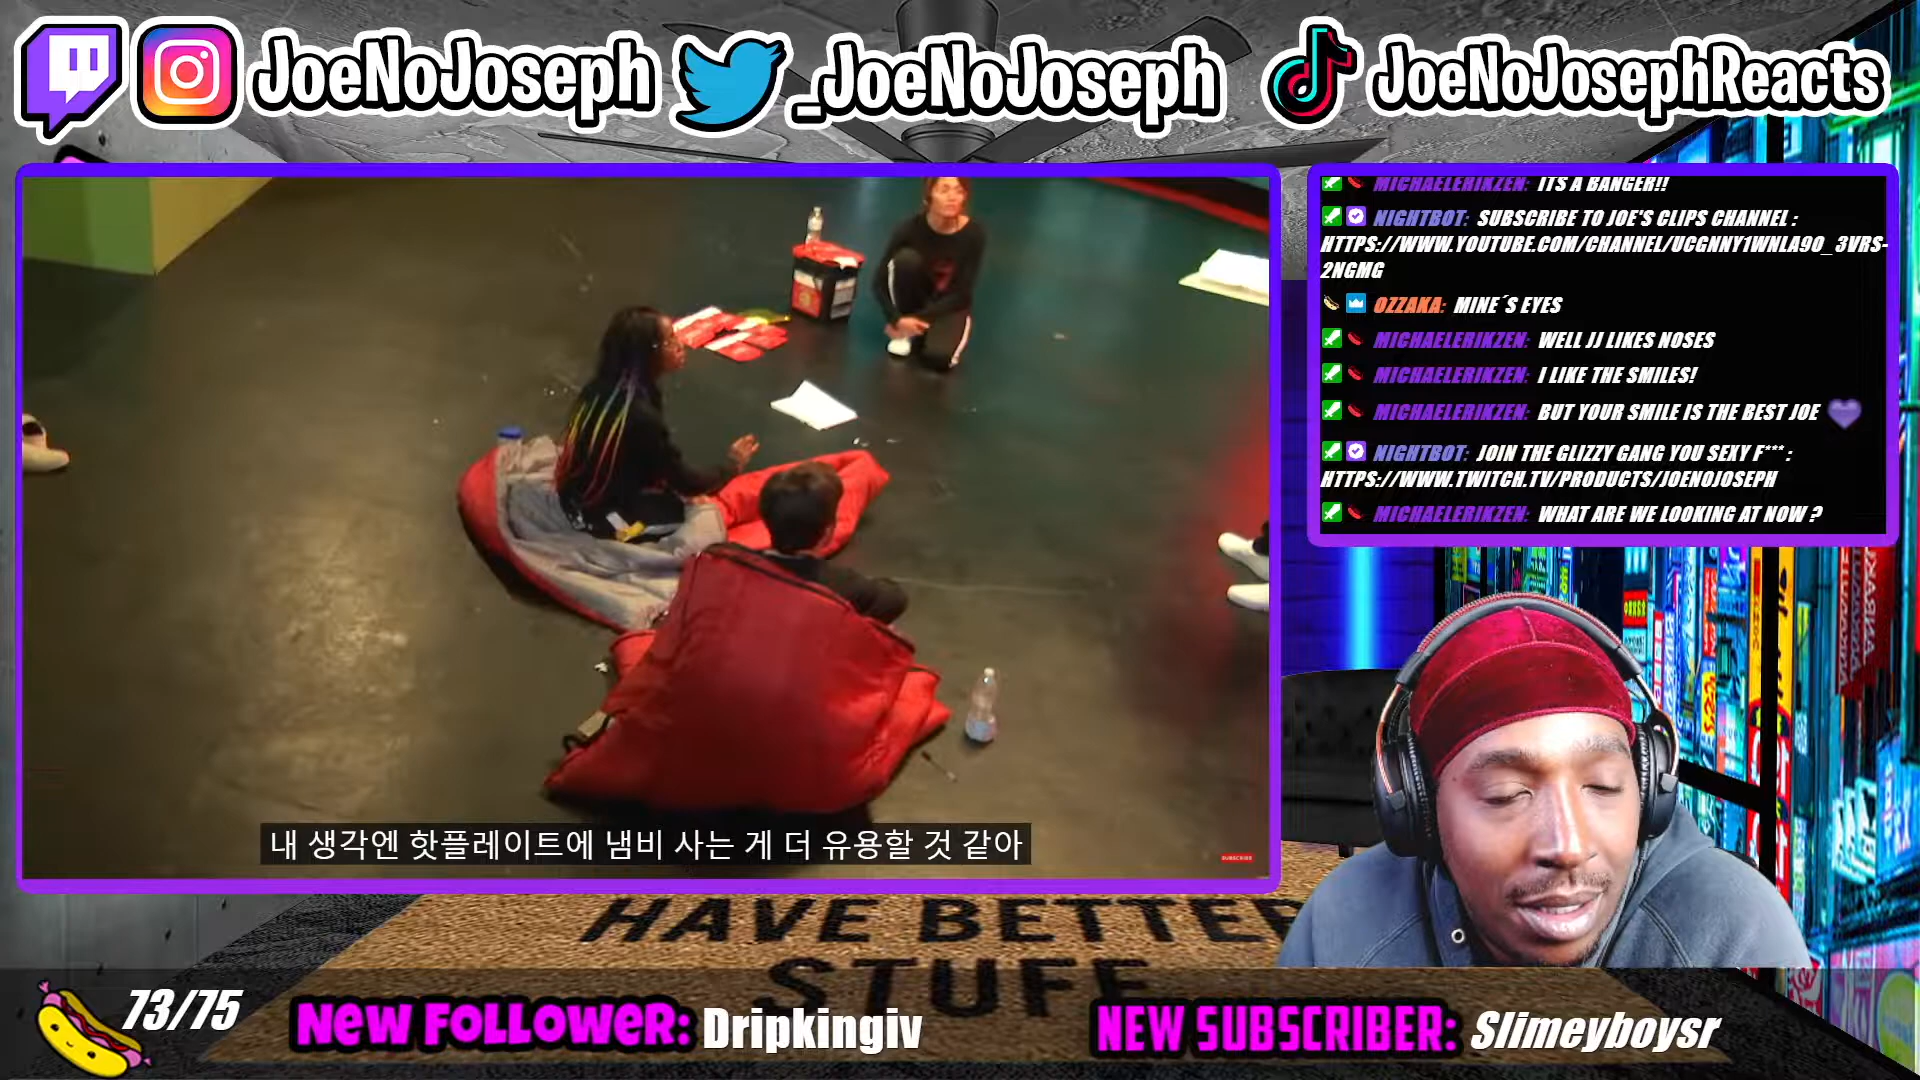 JoeNoJoseph
_JoeNoJoseph
JoeNoJosephReacts
MICHAELERIKZEN: ITS A BANGER!!
NIGHTBOT: SUBSCRIBE TO JOE'S CLIPS CHANNEL :
HTTPS://WWW.YOUTUBE.COM/CHANNEL/UCGNNY1WNLA9O_3VRS-
2NGMG
OZZAKA: MINE´S EYES
MICHAELERIKZEN: WELL JJ LIKES NOSES
MICHAELERIKZEN: I LIKE THE SMILES!
MICHAELERIKZEN: BUT YOUR SMILE IS THE BEST JOE
NIGHTBOT: JOIN THE GLIZZY GANG YOU SEXY F*** :
HTTPS://WWW.TWITCH.TV/PRODUCTS/JOENOJOSEPH
MICHAELERIKZEN: WHAT ARE WE LOOKING AT NOW ?
내 생각엔 핫플레이트에 냄비 사는 게 더 유용할 것 같아
SUBSCRIBE
HAVE BETTER
STUFF
73/75
NEW FOLLOWER: Dripkingiv
NEW SUBSCRIBER: Slimeyboysr